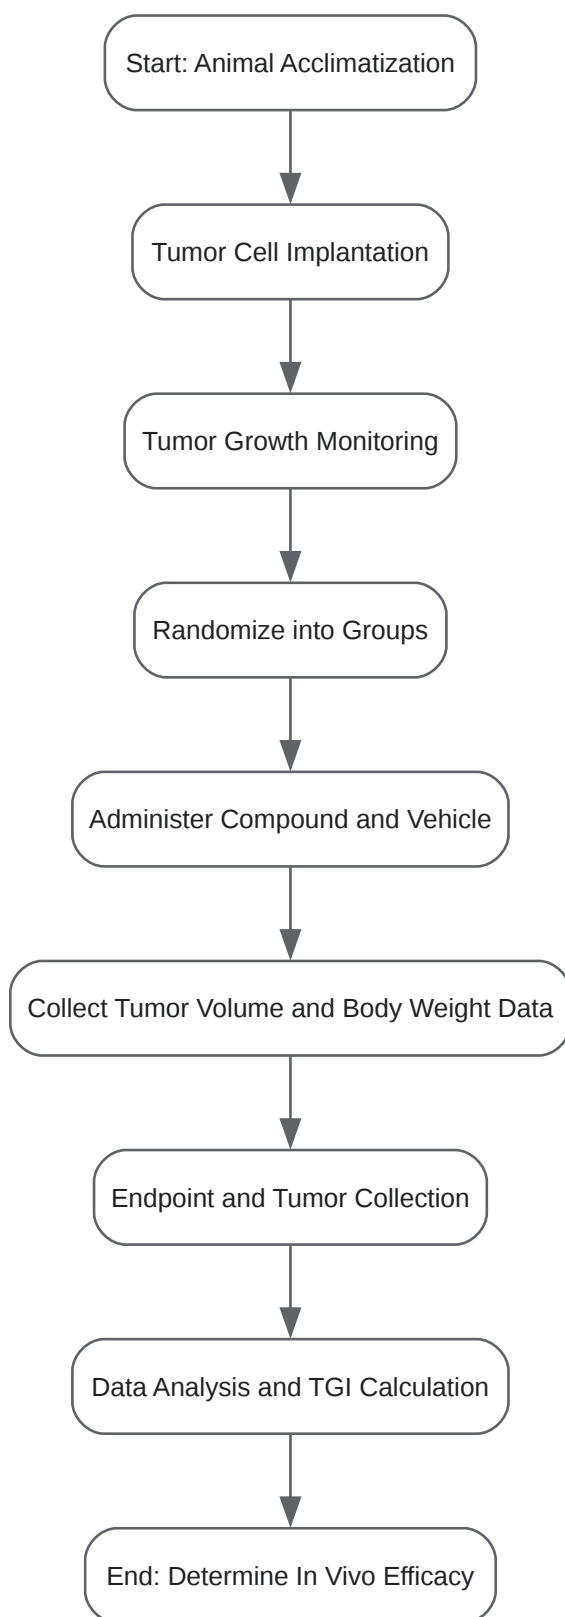 Start: Animal Acclimatization
Tumor Cell Implantation
Tumor Growth Monitoring
Randomize into Groups
Administer Compound and Vehicle
Collect Tumor Volume and Body Weight Data
Endpoint and Tumor Collection
Data Analysis and TGI Calculation
End: Determine In Vivo Efficacy